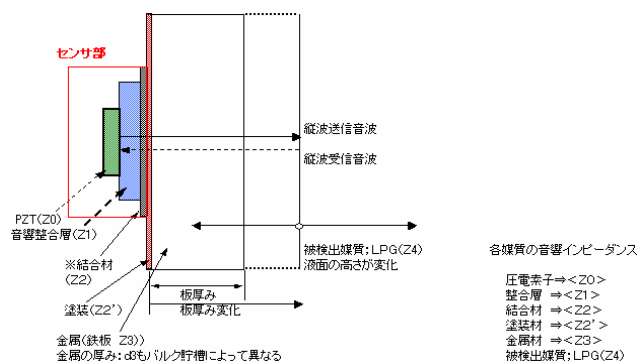 センサ部
縦波送信音波
縦波受信音波
PZT(Z0)
音響整合層(Z1)
※結合材
(Z2)
塗装(Z2')
板厚み
板厚み変化
被検出媒質;LPG(Z4)
液面の高さが変化
金属(鉄板 Z3))
金属の厚み:d3もバルク貯槽によって異なる
各媒質の音響インピーダンス
圧電素子⇒<Z0>
整合層 ⇒<Z1>
結合材 ⇒<Z2>
塗装材 ⇒<Z2'>
金属材 ⇒<Z3>
被検出媒質;LPG(Z4)